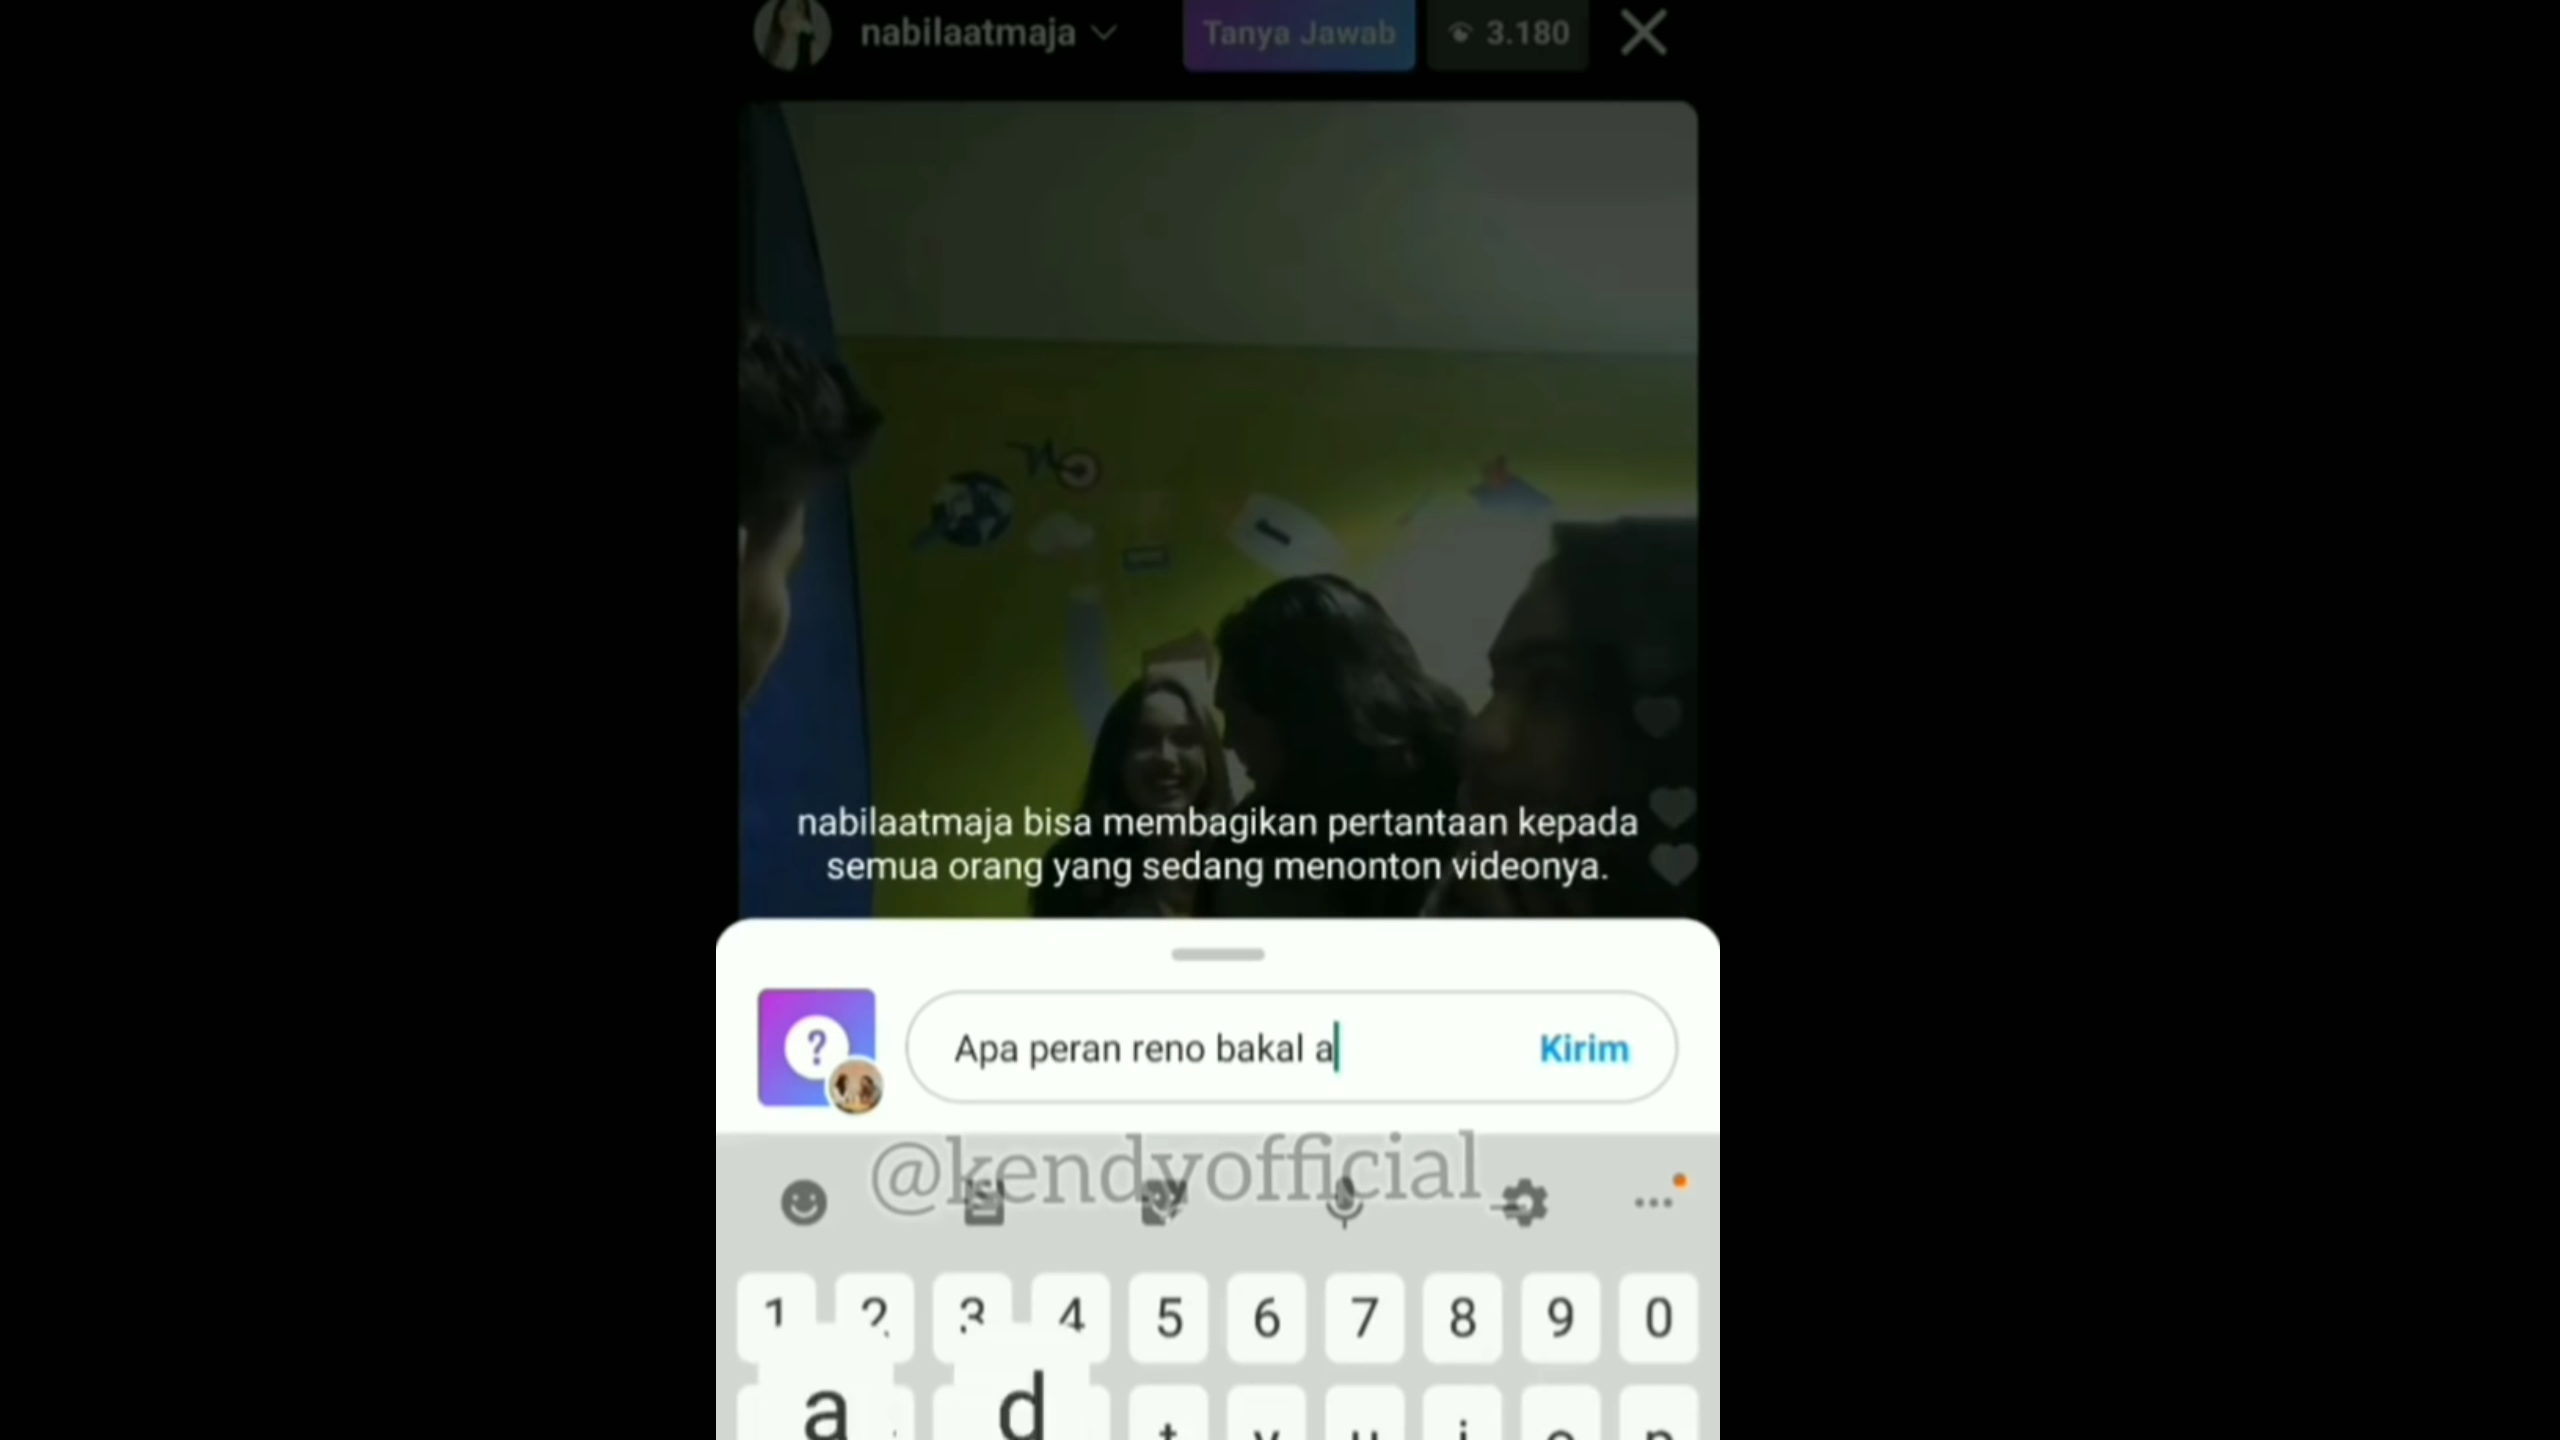 nabilaatmaja
Tanya Jawab
3.180
nabilaatmaja bisa membagikan pertantaan kepada
semua orang yang sedang menonton videonya.
?
Apa peran reno bakal a
Kirim
@kendyofficial_
1 2 3 4 5 6 7 8 9 0
a d t y u i o p